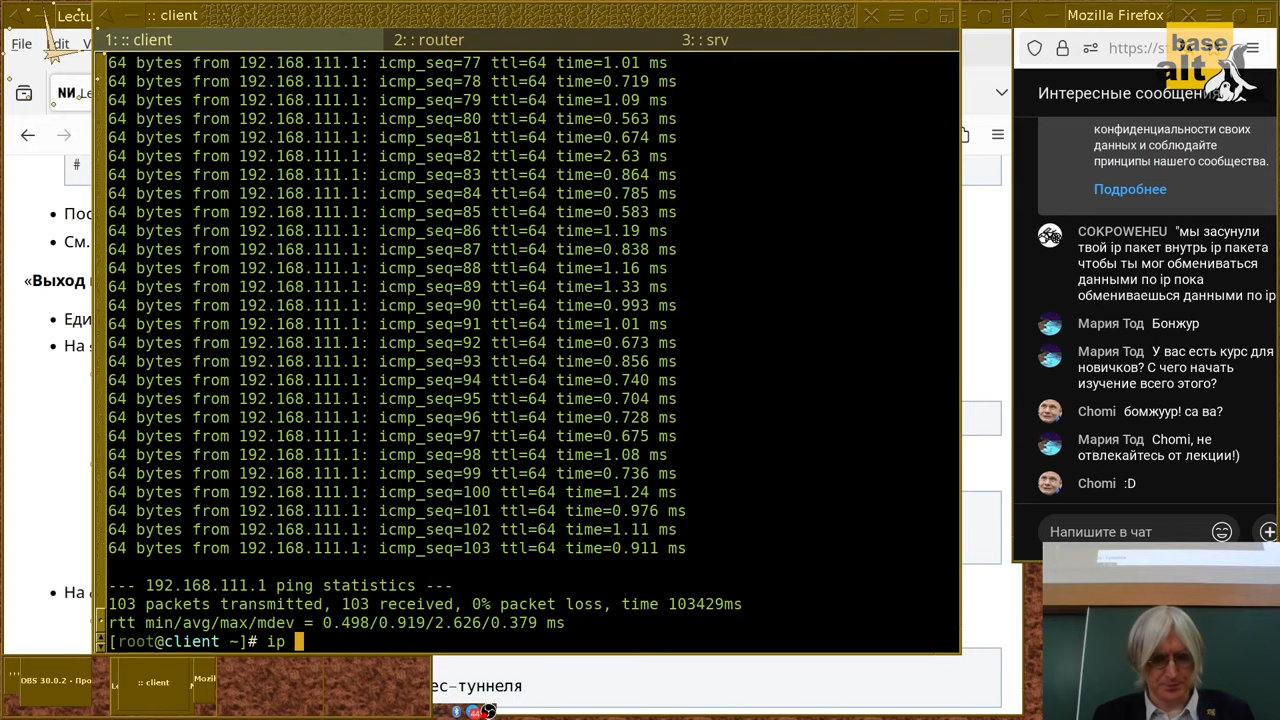 Lectu
:: client
Mozilla Firefox
File Edit V
1: :: client
2: : router
3: : srv
https://st
base
alt
Интересные сообщения
#
• Пос
• См.
«Выход
• Еди
• На
• На
64 bytes from 192.168.111.1: icmp_seq=77 ttl=64 time=1.01 ms
64 bytes from 192.168.111.1: icmp_seq=78 ttl=64 time=0.719 ms
64 bytes from 192.168.111.1: icmp_seq=79 ttl=64 time=1.09 ms
64 bytes from 192.168.111.1: icmp_seq=80 ttl=64 time=0.563 ms
64 bytes from 192.168.111.1: icmp_seq=81 ttl=64 time=0.674 ms
64 bytes from 192.168.111.1: icmp_seq=82 ttl=64 time=2.63 ms
64 bytes from 192.168.111.1: icmp_seq=83 ttl=64 time=0.864 ms
64 bytes from 192.168.111.1: icmp_seq=84 ttl=64 time=0.785 ms
64 bytes from 192.168.111.1: icmp_seq=85 ttl=64 time=0.583 ms
64 bytes from 192.168.111.1: icmp_seq=86 ttl=64 time=1.19 ms
64 bytes from 192.168.111.1: icmp_seq=87 ttl=64 time=0.838 ms
64 bytes from 192.168.111.1: icmp_seq=88 ttl=64 time=1.16 ms
64 bytes from 192.168.111.1: icmp_seq=89 ttl=64 time=1.33 ms
64 bytes from 192.168.111.1: icmp_seq=90 ttl=64 time=0.993 ms
64 bytes from 192.168.111.1: icmp_seq=91 ttl=64 time=1.01 ms
64 bytes from 192.168.111.1: icmp_seq=92 ttl=64 time=0.673 ms
64 bytes from 192.168.111.1: icmp_seq=93 ttl=64 time=0.856 ms
64 bytes from 192.168.111.1: icmp_seq=94 ttl=64 time=0.740 ms
64 bytes from 192.168.111.1: icmp_seq=95 ttl=64 time=0.704 ms
64 bytes from 192.168.111.1: icmp_seq=96 ttl=64 time=0.728 ms
64 bytes from 192.168.111.1: icmp_seq=97 ttl=64 time=0.675 ms
64 bytes from 192.168.111.1: icmp_seq=98 ttl=64 time=1.08 ms
64 bytes from 192.168.111.1: icmp_seq=99 ttl=64 time=0.736 ms
64 bytes from 192.168.111.1: icmp_seq=100 ttl=64 time=1.24 ms
64 bytes from 192.168.111.1: icmp_seq=101 ttl=64 time=0.976 ms
64 bytes from 192.168.111.1: icmp_seq=102 ttl=64 time=1.11 ms
64 bytes from 192.168.111.1: icmp_seq=103 ttl=64 time=0.911 ms
--- 192.168.111.1 ping statistics ---
103 packets transmitted, 103 received, 0% packet loss, time 103429ms
rtt min/avg/max/mdev = 0.498/0.919/2.626/0.379 ms
[root@client ~]# ip
конфиденциальности своих
данных и соблюдайте
принципы нашего сообщества.
Подробнее
COKPOWEHEU "мы засунули
твой ip пакет внутрь ip пакета
чтобы ты мог обмениваться
данными по ip пока
обмениваешься данными по ip
Мария Тод Бонжур
Мария Тод У вас есть курс для
новичков? С чего начать
изучение всего этого?
Chomi бомжуур! са ва?
Мария Тод Chomi, не
отвлекайтесь от лекции!)
Chomi :D
Напишите в чат
OBS 30.0.2 - Про
:: client
Mozil
ес-туннеля